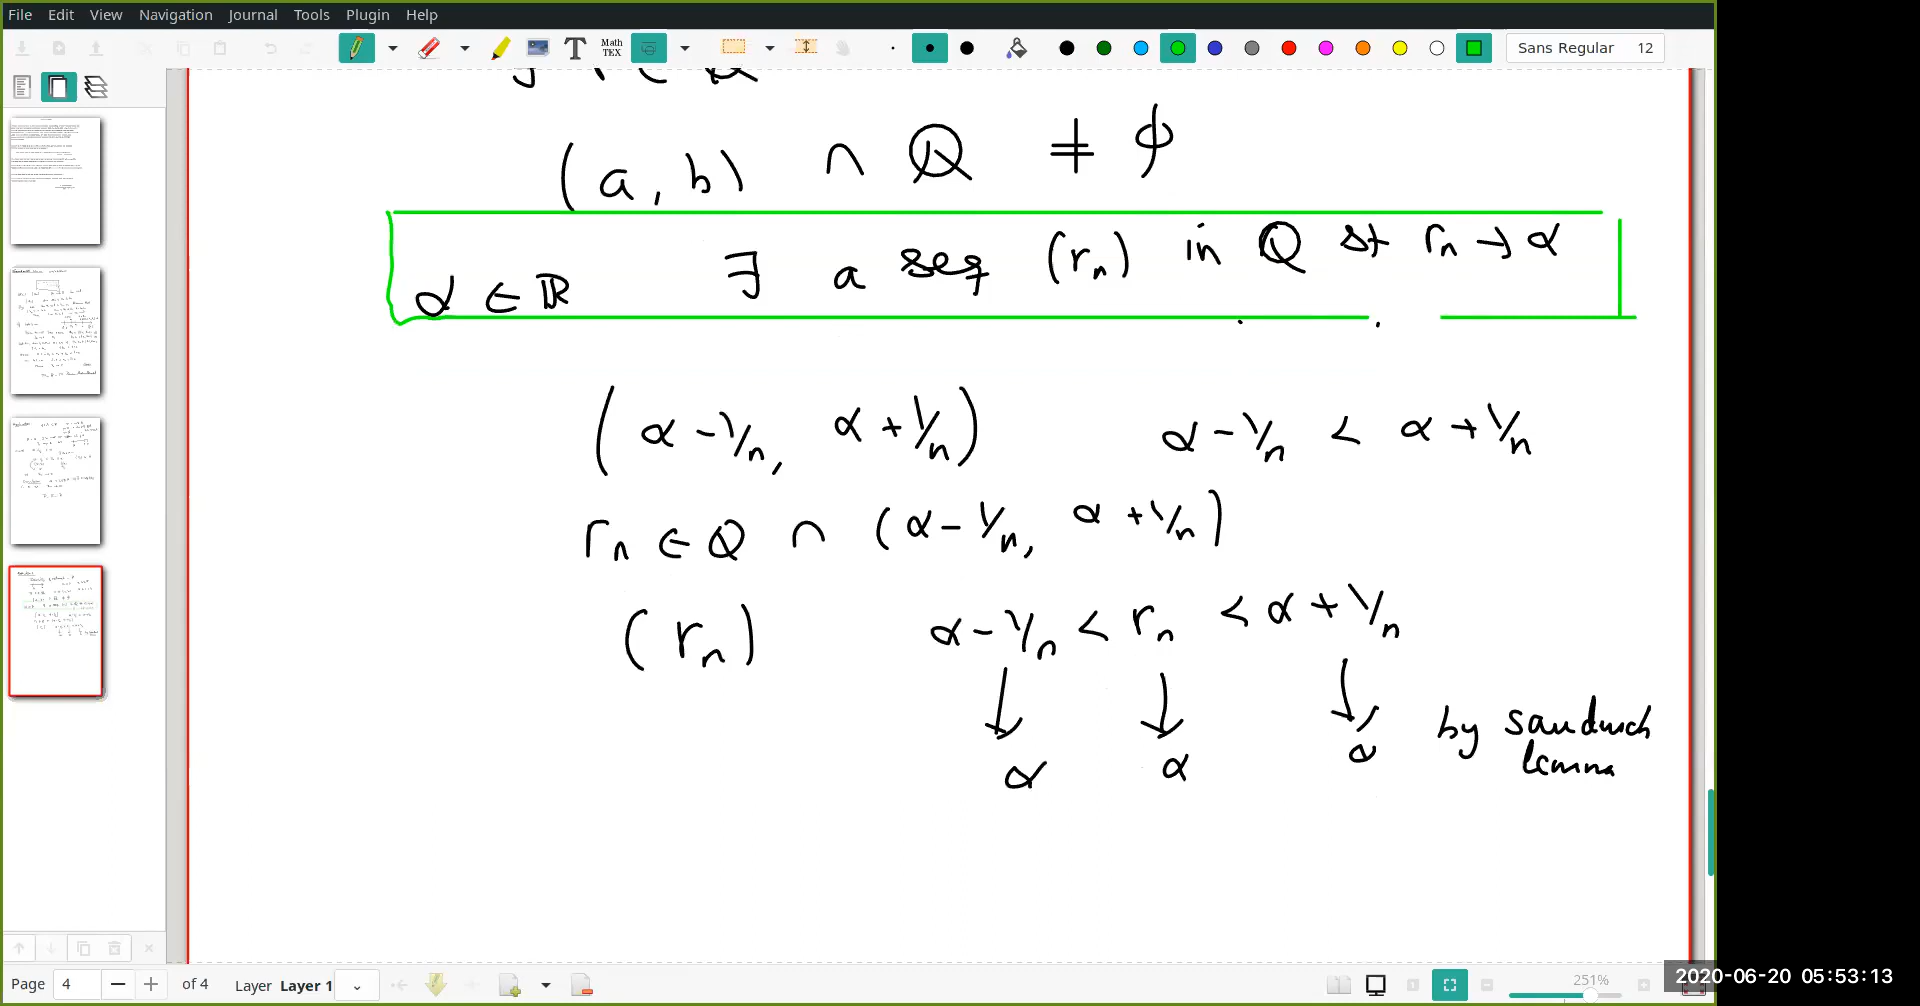 File Edit View Navigation Journal Tools Plugin Help
T Math TEX Sans Regular 12
(a, b) ∩ ℚ ≠ ϕ
α ∈ ℝ ∃ a seq (rₙ) in ℚ st rₙ → α
(α - 1/n, α + 1/n) α - 1/n < α + 1/n
rₙ ∈ ℚ ∩ (α - 1/n, α + 1/n)
(rₙ) α - 1/n < rₙ < α + 1/n
↓ ↓ ↓
α α α by sandwich
lemma
Page 4 of 4 Layer Layer 1 251%
2020-06-20 05:53:13